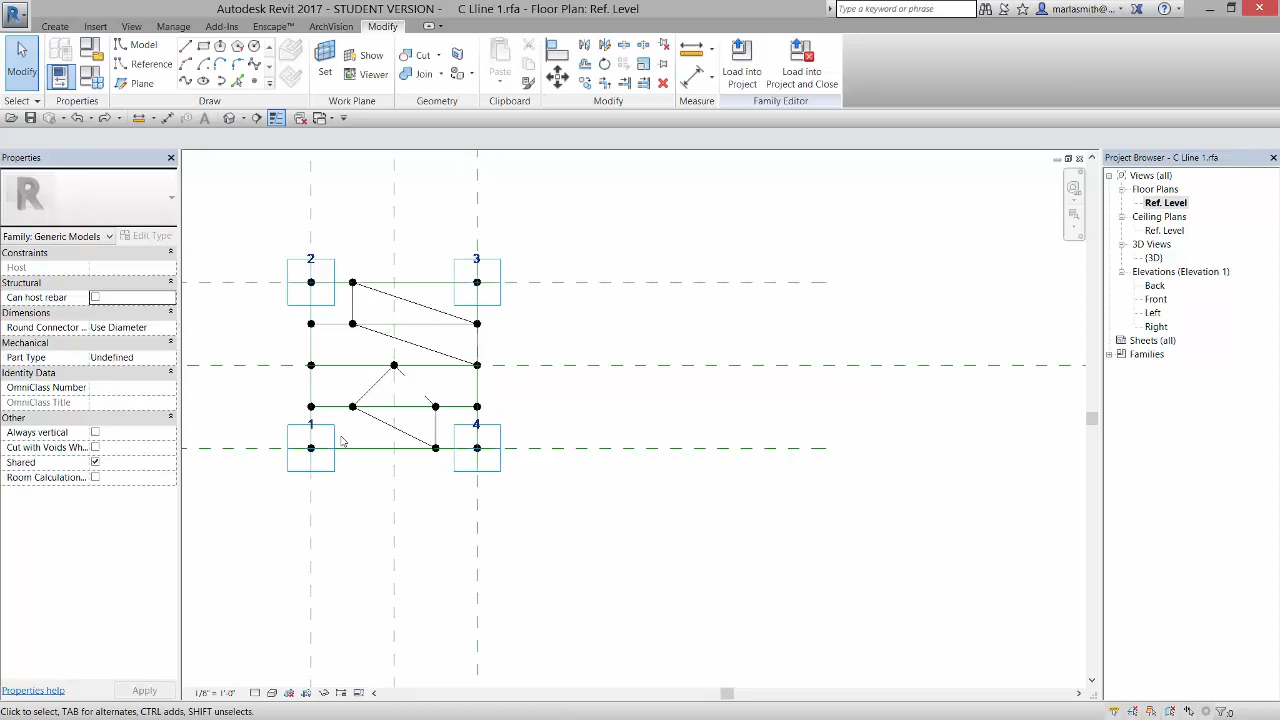 Autodesk Revit 2017 - STUDENT VERSION - C Lline 1.rfa - Floor Plan: Ref. Level
Type a keyword or phrase
marlasmith@...
Create Insert View Manage Add-Ins Enscape™ ArchVision Modify
Modify
Model
Reference
Plane
Set
Show
Viewer
Cut
Join
Paste
Load into
Project
Load into
Project and Close
Select Properties Draw Work Plane Geometry Clipboard Modify Measure Family Editor
Properties
Family: Generic Models
Edit Type
Constraints
Host
Structural
Can host rebar
Dimensions
Round Connector ... Use Diameter
Mechanical
Part Type Undefined
Identity Data
OmniClass Number
OmniClass Title
Other
Always vertical
Cut with Voids Wh...
Shared
Room Calculation...
Properties help
Apply
2
3
1
4
1/8" = 1'-0"
Project Browser - C Lline 1.rfa
Views (all)
Floor Plans
Ref. Level
Ceiling Plans
Ref. Level
3D Views
{3D}
Elevations (Elevation 1)
Back
Front
Left
Right
Sheets (all)
Families
Click to select, TAB for alternates, CTRL adds, SHIFT unselects.
:0